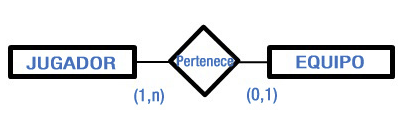 JUGADOR Pertenece EQUIPO
(1,n) (0,1)